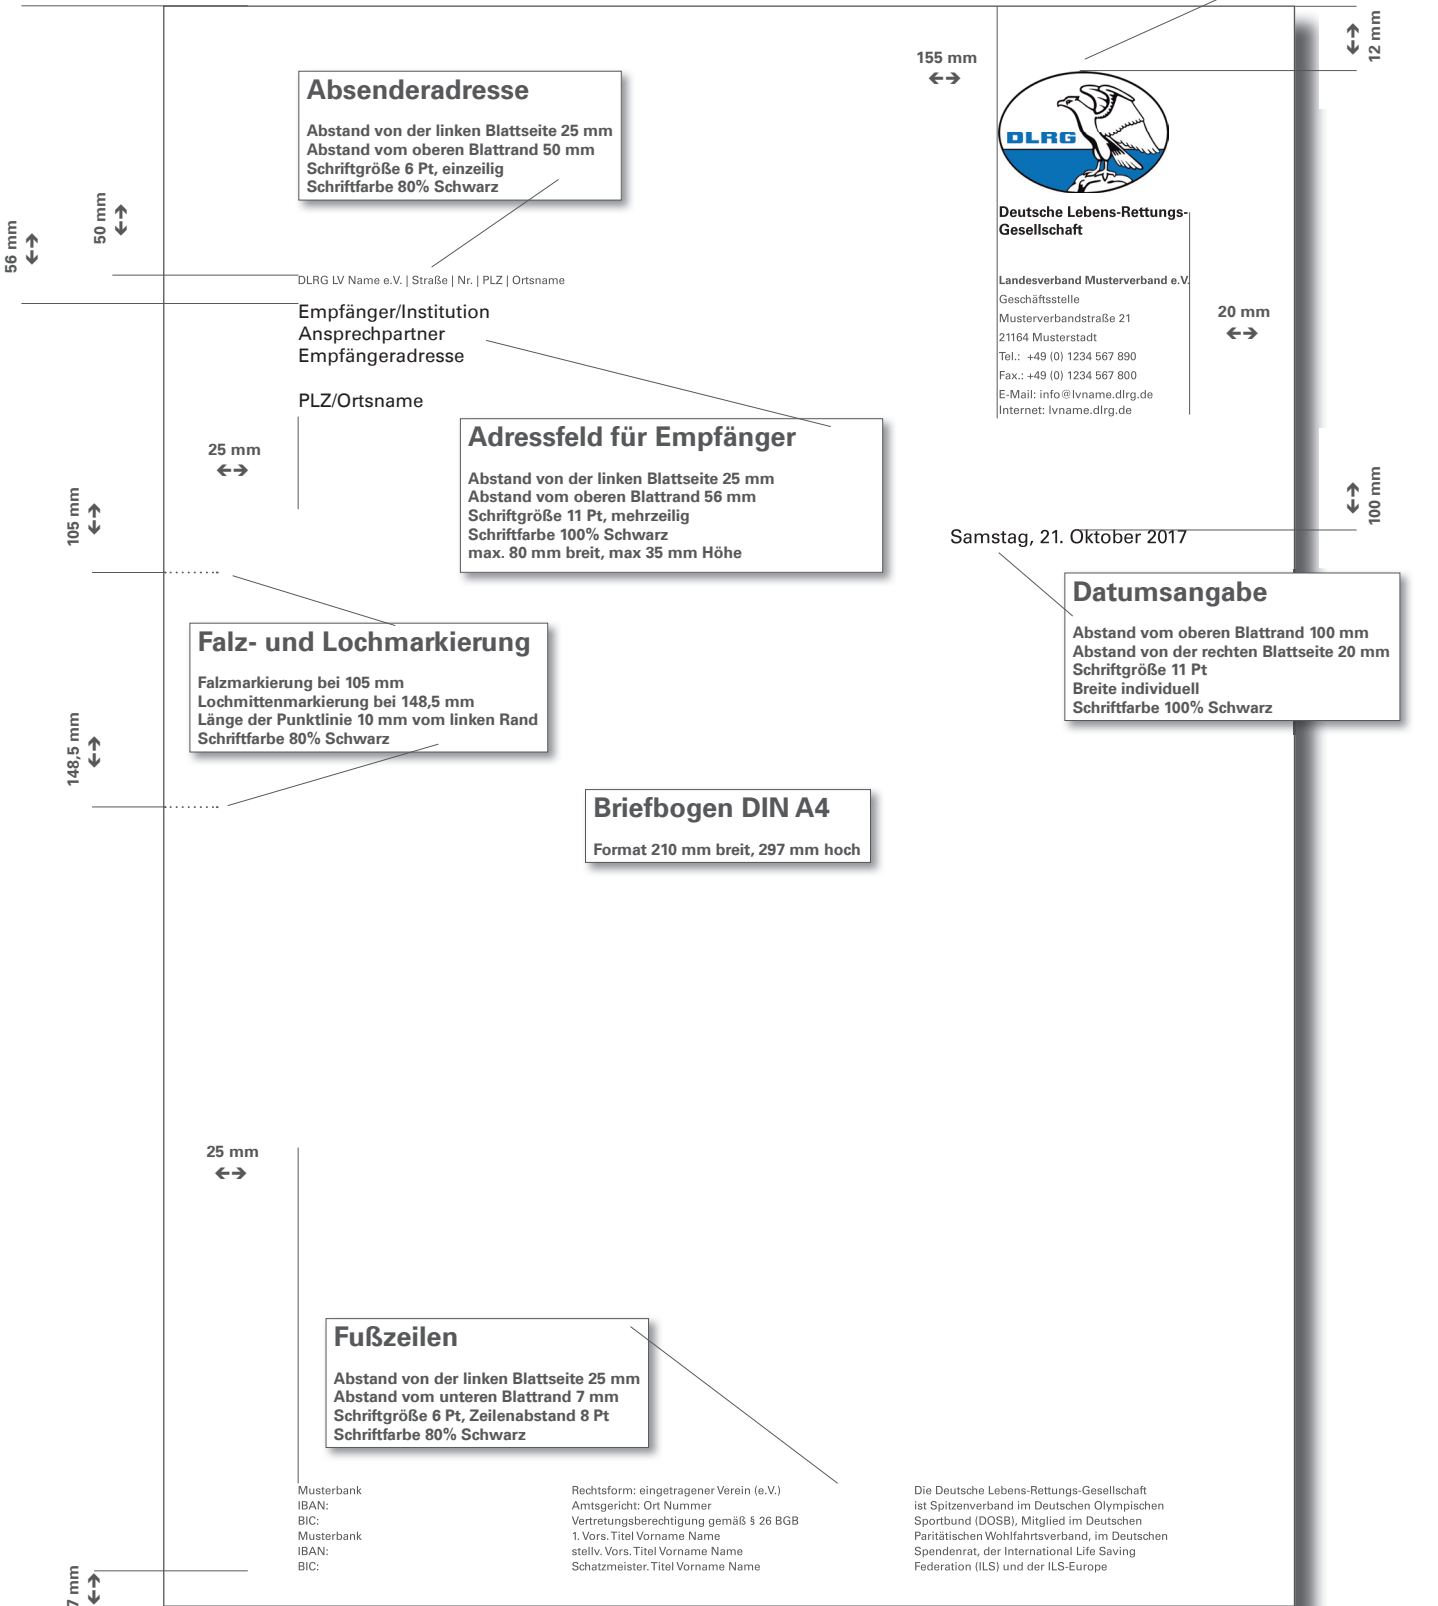 12 mm
155 mm
Absenderadresse
Abstand von der linken Blattseite 25 mm
Abstand vom oberen Blattrand 50 mm
Schriftgröße 6 Pt, einzeilig
Schriftfarbe 80% Schwarz
DLRG
Deutsche Lebens-Rettungs-
Gesellschaft
50 mm
56 mm
DLRG LV Name e.V. | Straße | Nr. | PLZ | Ortsname
Empfänger/Institution
Ansprechpartner
Empfängeradresse
PLZ/Ortsname
Landesverband Musterverband e.V.
Geschäftsstelle
Musterverbandstraße 21
21164 Musterstadt
Tel.: +49 (0) 1234 567 890
Fax.: +49 (0) 1234 567 800
E-Mail: info@lvname.dlrg.de
Internet: lvname.dlrg.de
20 mm
25 mm
Adressfeld für Empfänger
Abstand von der linken Blattseite 25 mm
Abstand vom oberen Blattrand 56 mm
Schriftgröße 11 Pt, mehrzeilig
Schriftfarbe 100% Schwarz
max. 80 mm breit, max 35 mm Höhe
105 mm
100 mm
Samstag, 21. Oktober 2017
Datumsangabe
Abstand vom oberen Blattrand 100 mm
Abstand von der rechten Blattseite 20 mm
Schriftgröße 11 Pt
Breite individuell
Schriftfarbe 100% Schwarz
Falz- und Lochmarkierung
Falzmarkierung bei 105 mm
Lochmittenmarkierung bei 148,5 mm
Länge der Punktlinie 10 mm vom linken Rand
Schriftfarbe 80% Schwarz
148,5 mm
Briefbogen DIN A4
Format 210 mm breit, 297 mm hoch
25 mm
Fußzeilen
Abstand von der linken Blattseite 25 mm
Abstand vom unteren Blattrand 7 mm
Schriftgröße 6 Pt, Zeilenabstand 8 Pt
Schriftfarbe 80% Schwarz
Musterbank
IBAN:
BIC:
Musterbank
IBAN:
BIC:
Rechtsform: eingetragener Verein (e.V.)
Amtsgericht: Ort Nummer
Vertretungsberechtigung gemäß § 26 BGB
1. Vors. Titel Vorname Name
stellv. Vors. Titel Vorname Name
Schatzmeister. Titel Vorname Name
Die Deutsche Lebens-Rettungs-Gesellschaft
ist Spitzenverband im Deutschen Olympischen
Sportbund (DOSB), Mitglied im Deutschen
Paritätischen Wohlfahrtsverband, im Deutschen
Spendenrat, der International Life Saving
Federation (ILS) und der ILS-Europe
7 mm